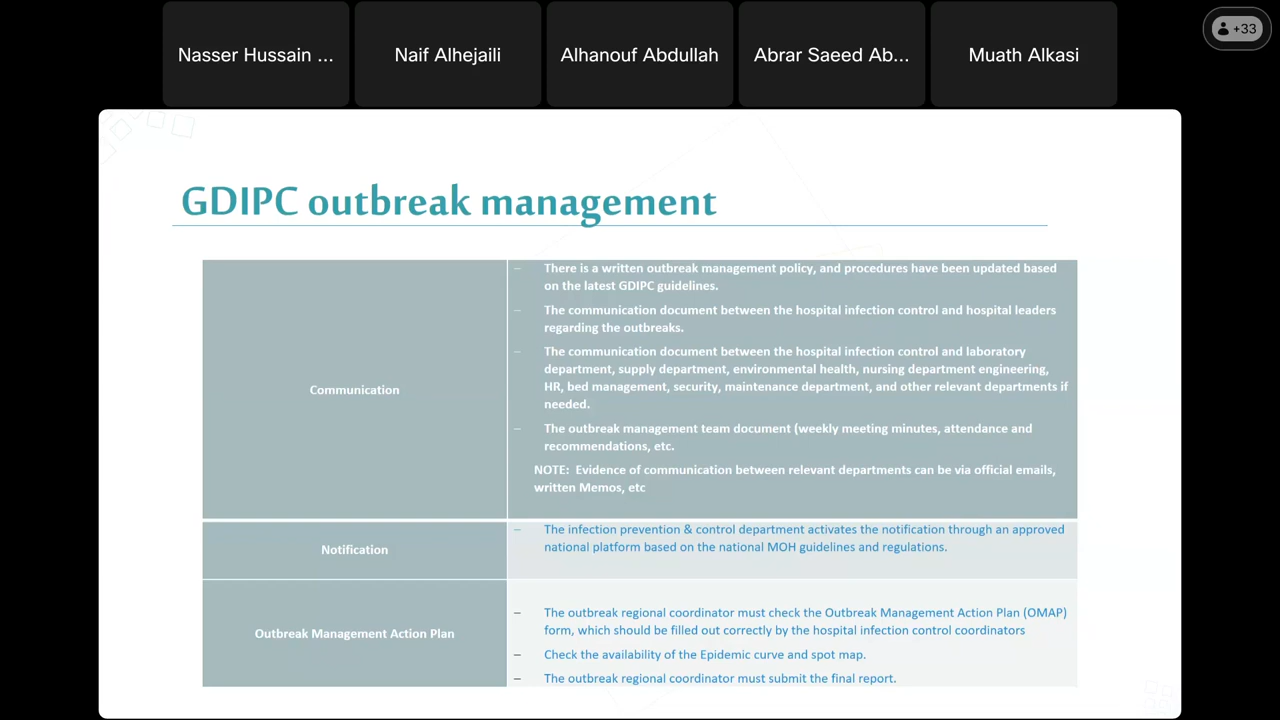 Nasser Hussain ...
Naif Alhejaili
Alhanouf Abdullah
Abrar Saeed Ab...
Muath Alkasi
+33
GDIPC outbreak management
Communication
– There is a written outbreak management policy, and procedures have been updated based
on the latest GDIPC guidelines.
– The communication document between the hospital infection control and hospital leaders
regarding the outbreaks.
– The communication document between the hospital infection control and laboratory
department, supply department, environmental health, nursing department engineering,
HR, bed management, security, maintenance department, and other relevant departments if
needed.
– The outbreak management team document (weekly meeting minutes, attendance and
recommendations, etc.
NOTE: Evidence of communication between relevant departments can be via official emails,
written Memos, etc
Notification
– The infection prevention & control department activates the notification through an approved
national platform based on the national MOH guidelines and regulations.
Outbreak Management Action Plan
– The outbreak regional coordinator must check the Outbreak Management Action Plan (OMAP)
form, which should be filled out correctly by the hospital infection control coordinators
– Check the availability of the Epidemic curve and spot map.
– The outbreak regional coordinator must submit the final report.